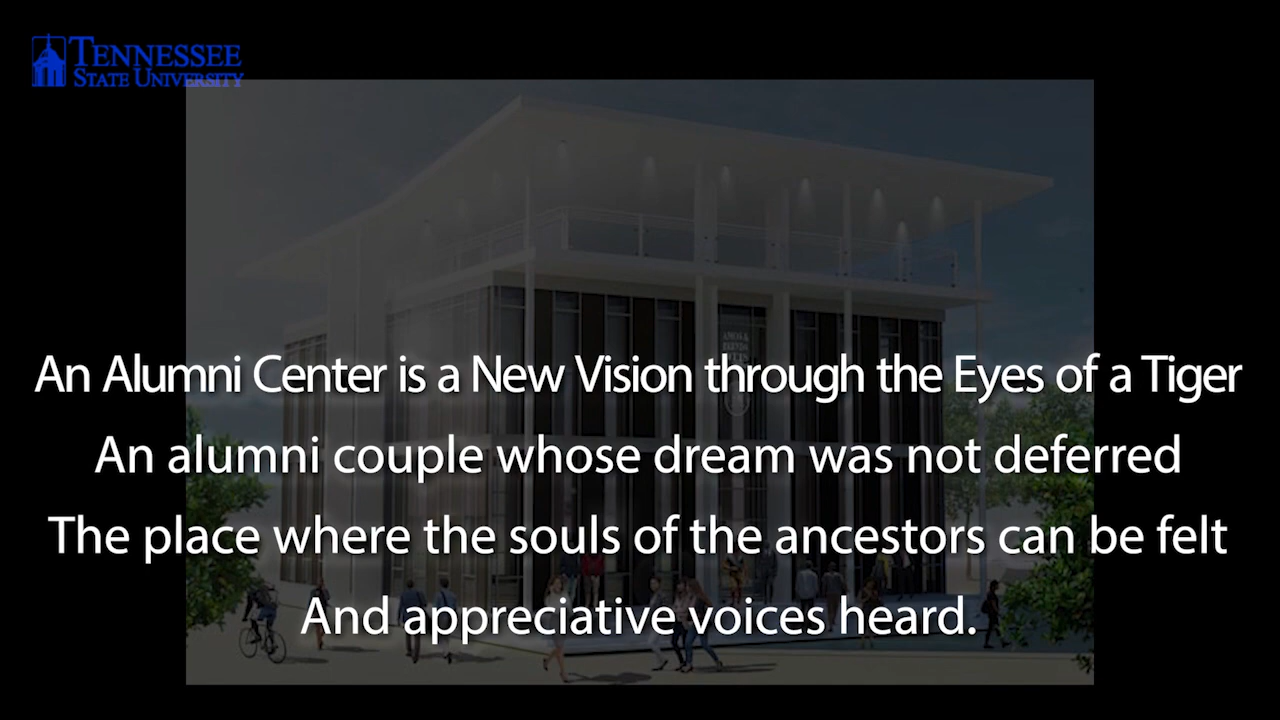 TENNESSEE
STATE UNIVERSITY
An Alumni Center is a New Vision through the Eyes of a Tiger
An alumni couple whose dream was not deferred
The place where the souls of the ancestors can be felt
And appreciative voices heard.